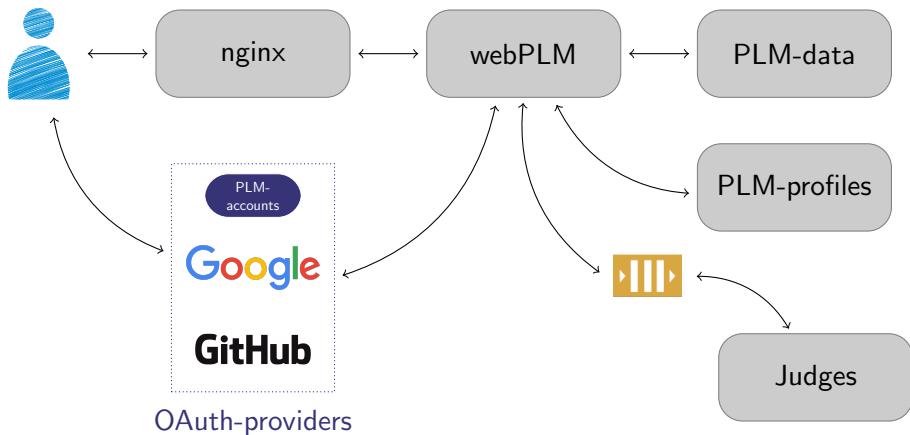 nginx
webPLM
PLM-data
PLM-profiles
PLM-
accounts
Google
GitHub
OAuth-providers
Judges